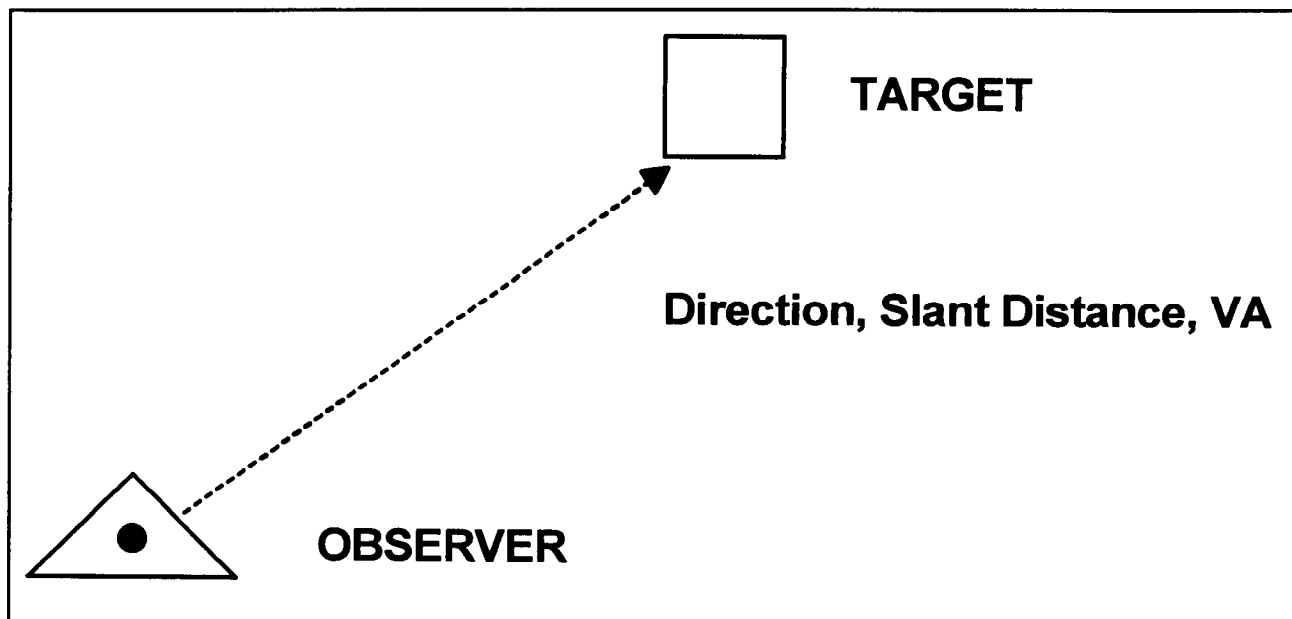 TARGET
Direction, Slant Distance, VA
OBSERVER